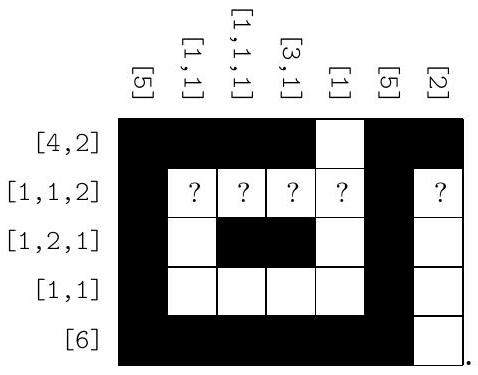 [5] [1,1] [1,1,1] [3,1] [1] [5] [2]
[4,2]
[1,1,2] ? ? ? ? ?
[1,2,1]
[1,1]
[6] .